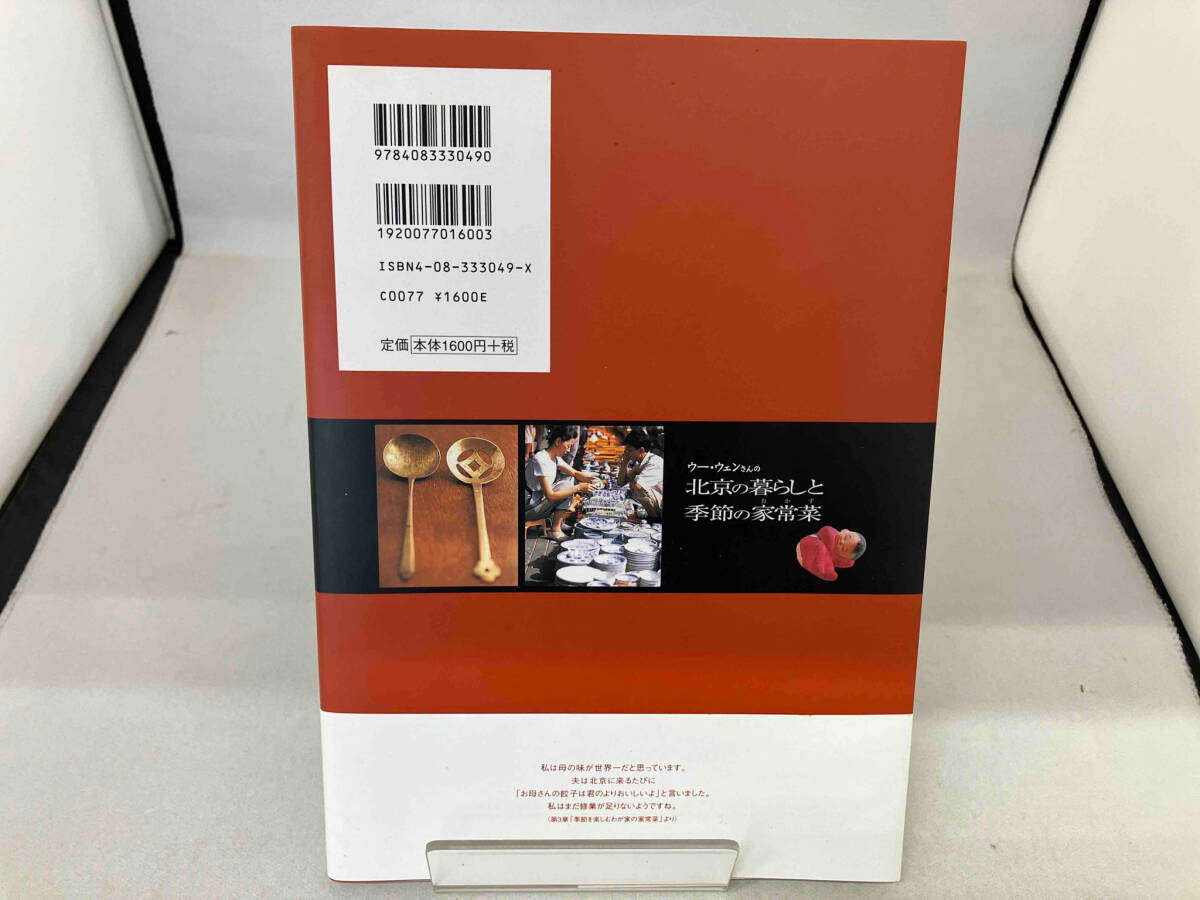 9784083330490
1920077016003
ISBN4-08-333049-X
C0077 ¥1600E
定価 本体1600円+税
ウー・ウェンさんの
北京の暮らしと
おかず
季節の家常菜
私は母の味が世界一だと思っています。
夫は北京に来るたびに
「お母さんの餃子は君のよりおいしいよ」と言いました。
私はまだ修業が足りないようですね。
(第3章「季節を楽しむわが家の家常菜」より)